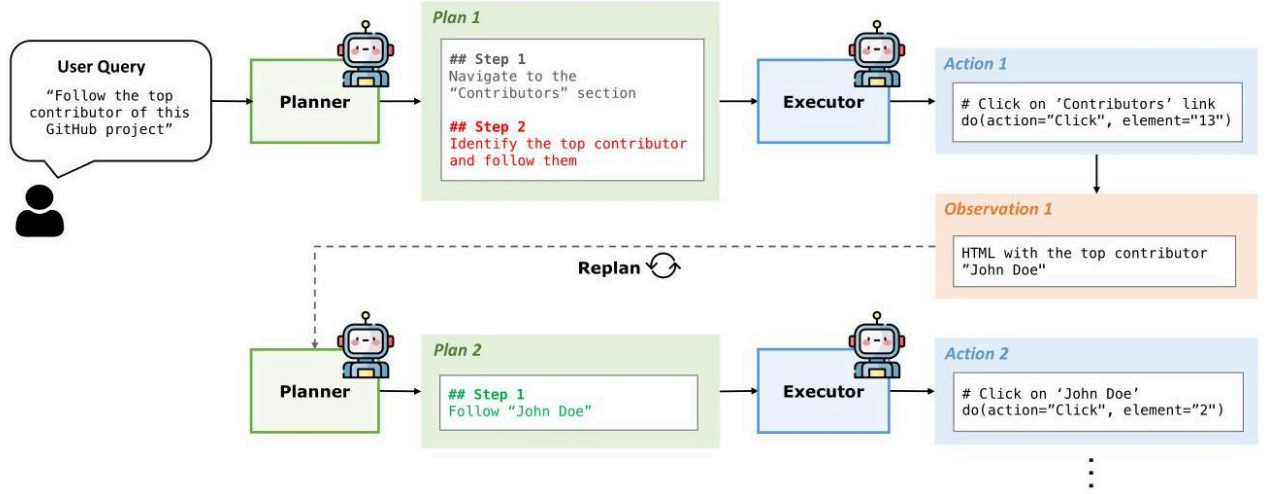 User Query
“Follow the top
contributor of this
GitHub project”
Planner
Plan 1
## Step 1
Navigate to the
“Contributors” section
## Step 2
Identify the top contributor
and follow them
Executor
Action 1
# Click on ’Contributors’ link
do(action=”Click", element="13")
Observation 1
HTML with the top contributor
”John Doe"
Replan
Planner
Plan 2
## Step 1
Follow “John Doe”
Executor
Action 2
# Click on ‘John Doe’
do(action=”Click", element=”2")